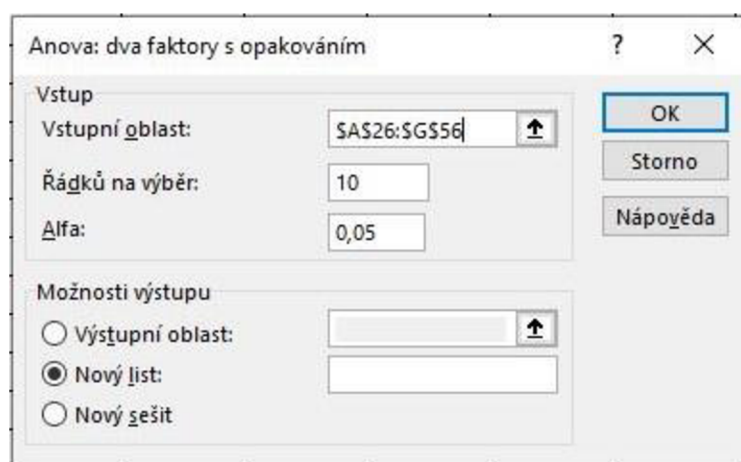 Anova: dva faktory s opakováním ? ×
Vstup
Vstupní oblast: $A$26:$G$56
Řádků na výběr: 10
Alfa: 0,05
OK
Storno
Nápověda
Možnosti výstupu
Výstupní oblast:
Nový list:
Nový sešit